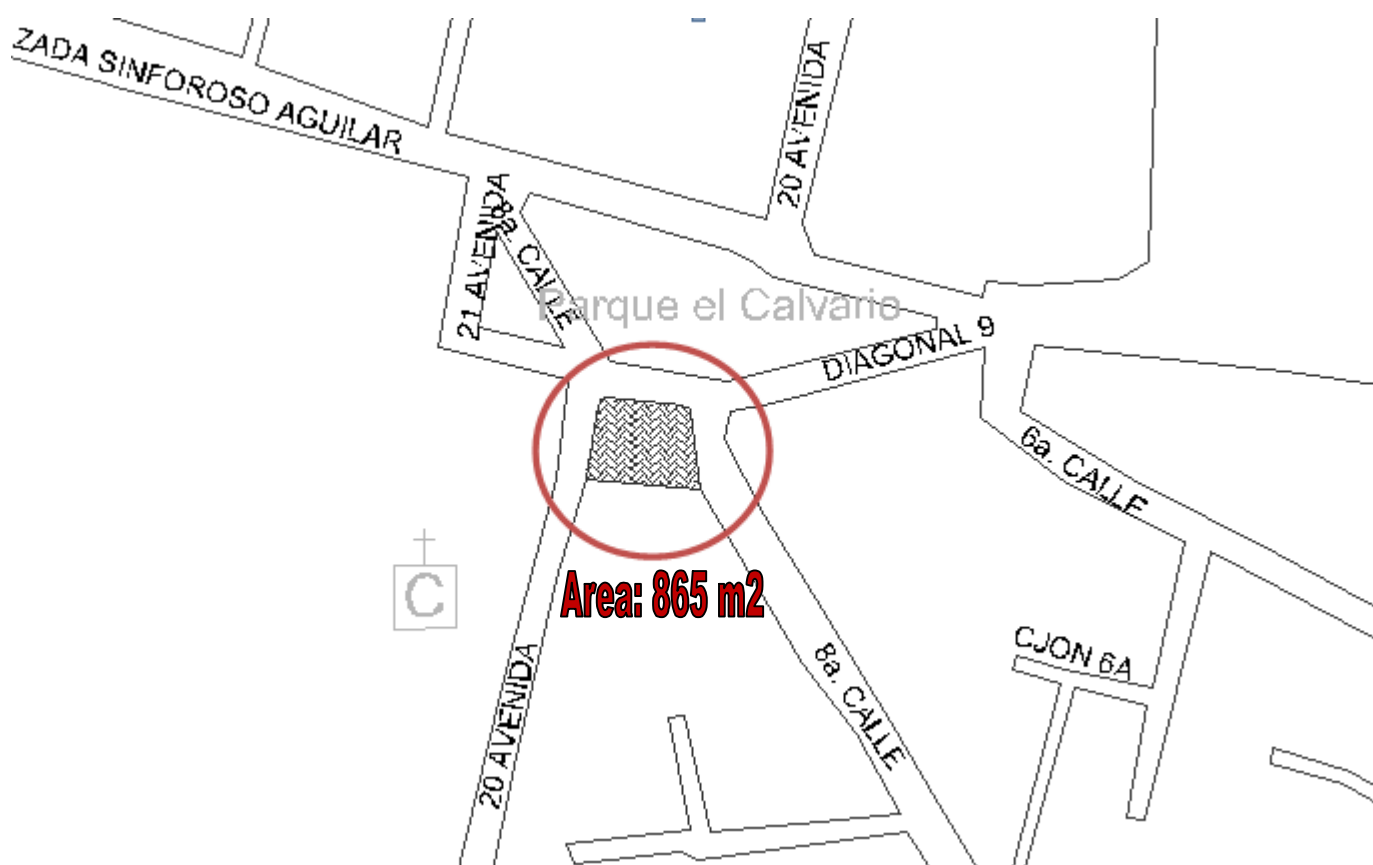 ZADA SINFOROSO AGUILAR
20 AVENIDA
21 AVENIDA
8a. CALLE
Parque el Calvario
DIAGONAL 9
6a. CALLE
C
Area: 865 m2
CJON 6A
20 AVENIDA
8a. CALLE